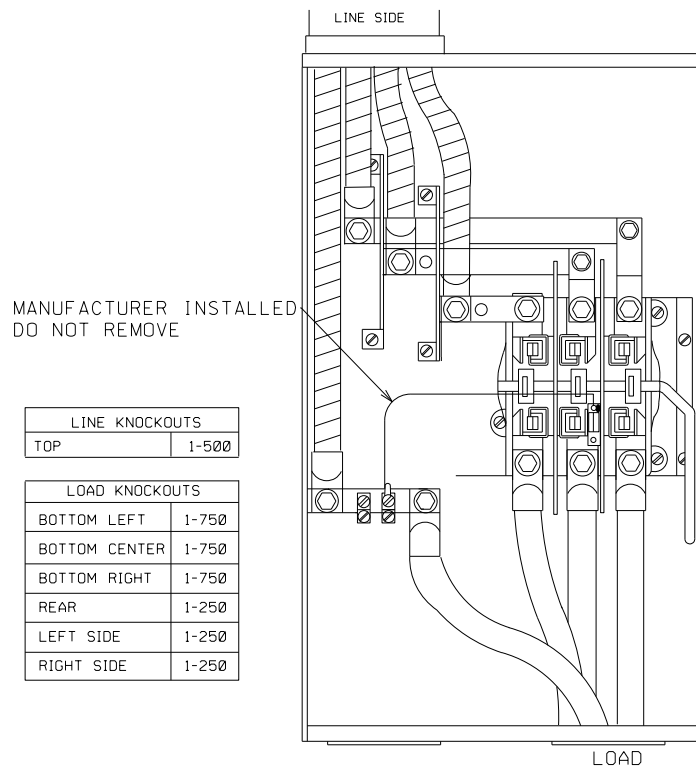 LINE SIDE
MANUFACTURER INSTALLED
DO NOT REMOVE
LINE KNOCKOUTS
TOP 1-500
LOAD KNOCKOUTS
BOTTOM LEFT 1-750
BOTTOM CENTER 1-750
BOTTOM RIGHT 1-750
REAR 1-250
LEFT SIDE 1-250
RIGHT SIDE 1-250
LOAD